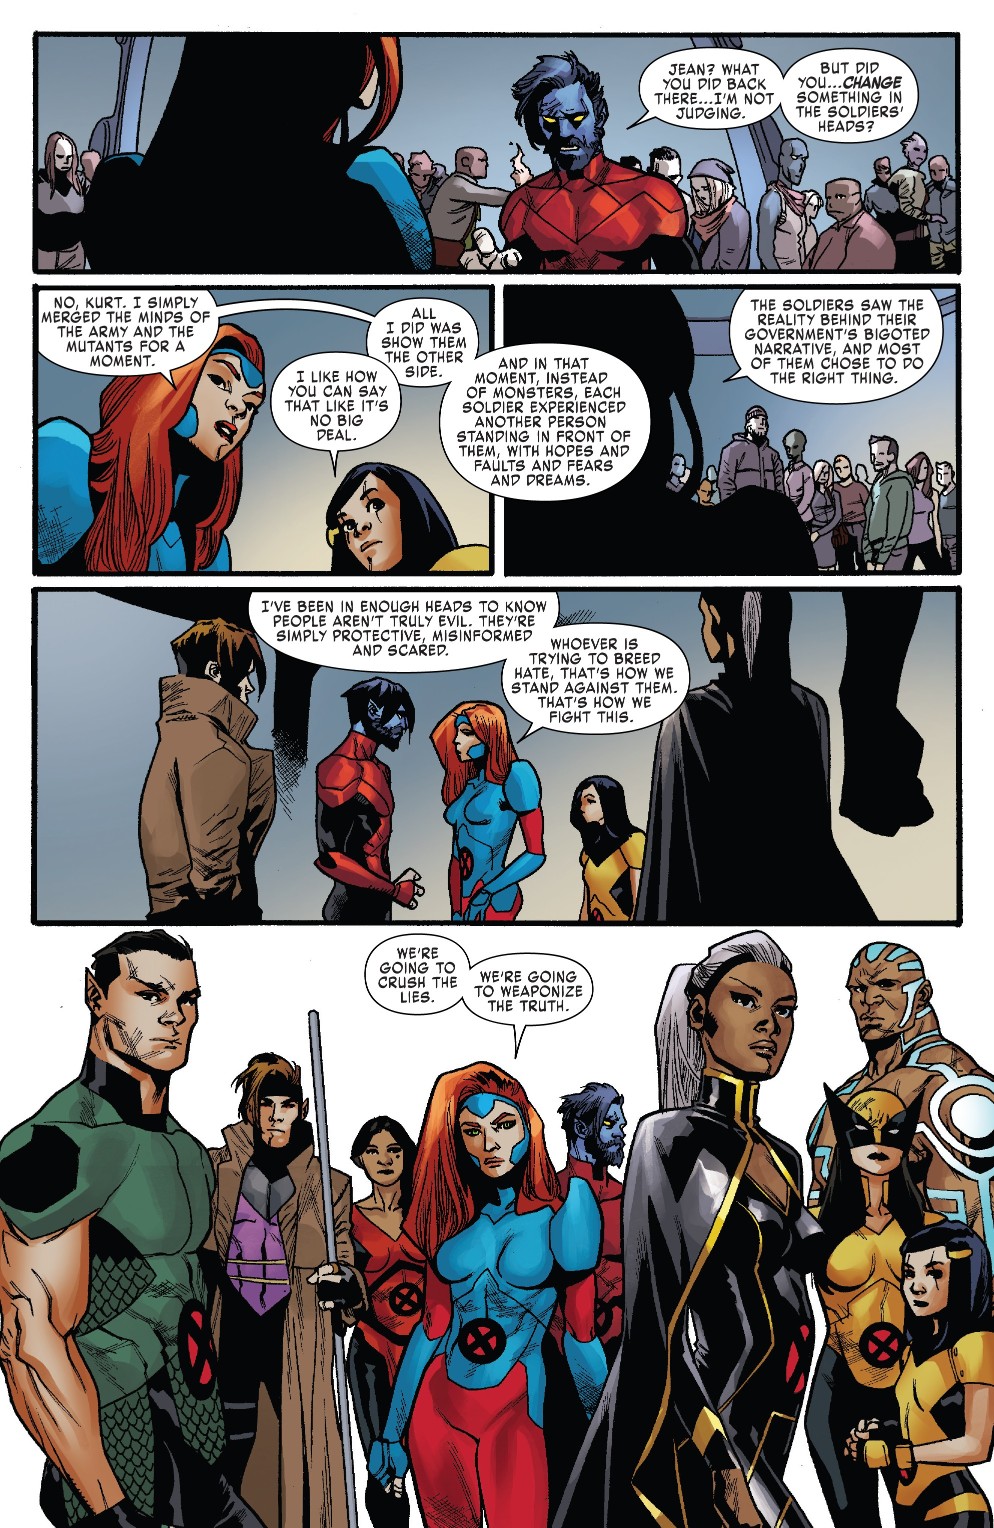 JEAN? WHAT
YOU DID BACK
THERE...I'M NOT
JUDGING.
BUT DID
YOU...CHANGE
SOMETHING IN
THE SOLDIERS'
HEADS?
NO, KURT. I SIMPLY
MERGED THE MINDS OF
THE ARMY AND THE
MUTANTS FOR A
MOMENT.
ALL
I DID WAS
SHOW THEM
THE OTHER
SIDE.
I LIKE HOW
YOU CAN SAY
THAT LIKE IT'S
NO BIG
DEAL.
AND IN THAT
MOMENT, INSTEAD
OF MONSTERS, EACH
SOLDIER EXPERIENCED
ANOTHER PERSON
STANDING IN FRONT OF
THEM, WITH HOPES AND
FAULTS AND FEARS
AND DREAMS.
THE SOLDIERS SAW THE
REALITY BEHIND THEIR
GOVERNMENT'S BIGOTED
NARRATIVE, AND MOST
OF THEM CHOSE TO DO
THE RIGHT THING.
I'VE BEEN IN ENOUGH HEADS TO KNOW
PEOPLE AREN'T TRULY EVIL. THEY'RE
SIMPLY PROTECTIVE, MISINFORMED
AND SCARED.
WHOEVER IS
TRYING TO BREED
HATE, THAT'S HOW WE
STAND AGAINST THEM.
THAT'S HOW WE
FIGHT THIS.
WE'RE
GOING TO
CRUSH THE
LIES.
WE'RE GOING
TO WEAPONIZE
THE TRUTH.